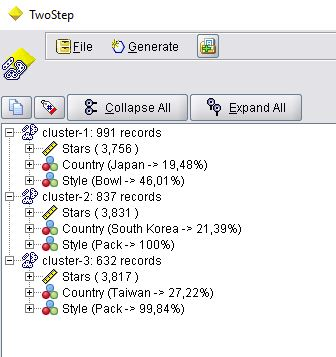 TwoStep
File Generate
Collapse All Expand All
cluster-1: 991 records
Stars ( 3,756 )
Country (Japan -> 19,48%)
Style (Bowl -> 46,01%)
cluster-2: 837 records
Stars ( 3,831 )
Country (South Korea -> 21,39%)
Style (Pack -> 100%)
cluster-3: 632 records
Stars ( 3,817 )
Country (Taiwan -> 27,22%)
Style (Pack -> 99,84%)